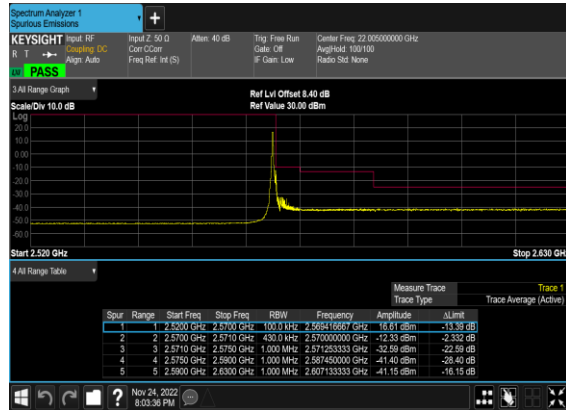 Spectrum Analyzer 1
Spurious Emissions
KEYSIGHT Input: RF Input Z: 50 Ω Atten: 40 dB Trig: Free Run Center Freq: 22.005000000 GHz
R T Coupling: DC Corr CCorr Gate: Off Avg|Hold: 100/100
Align: Auto Freq Ref: Int (S) IF Gain: Low Radio Std: None
PASS
3 All Range Graph
Ref Lvl Offset 8.40 dB
Scale/Div 10.0 dB Ref Value 30.00 dBm
Log
20.0
10.0
0.00
-10.0
-20.0
-30.0
-40.0
-50.0
-60.0
Start 2.520 GHz Stop 2.630 GHz
4 All Range Table
Measure Trace Trace 1
Trace Type Trace Average (Active)
Spur Range Start Freq Stop Freq RBW Frequency Amplitude ΔLimit
1 1 2.5200 GHz 2.5700 GHz 100.0 kHz 2.569416667 GHz 16.61 dBm -13.39 dB
2 2 2.5700 GHz 2.5710 GHz 430.0 kHz 2.570000000 GHz -12.33 dBm -2.332 dB
3 3 2.5710 GHz 2.5750 GHz 1.000 MHz 2.571253333 GHz -32.59 dBm -22.59 dB
4 4 2.5750 GHz 2.5900 GHz 1.000 MHz 2.587450000 GHz -41.40 dBm -28.40 dB
5 5 2.5900 GHz 2.6300 GHz 1.000 MHz 2.607133333 GHz -41.15 dBm -16.15 dB
Nov 24, 2022
8:03:36 PM